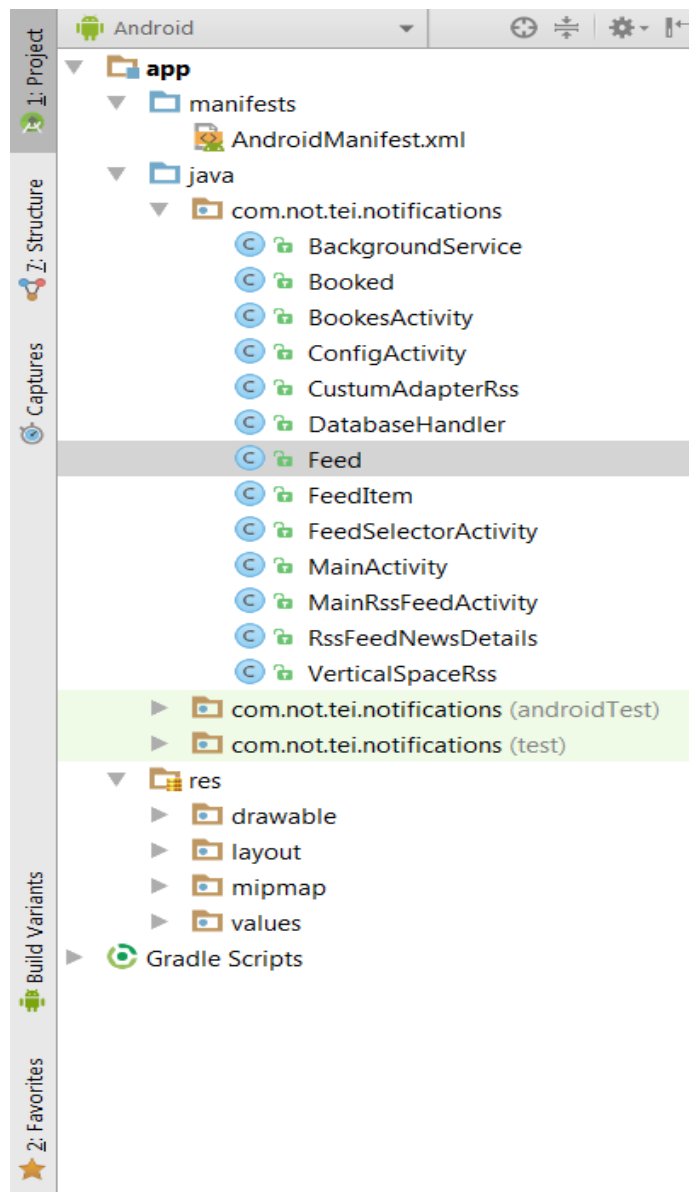 Android
1: Project
7: Structure
Captures
Build Variants
2: Favorites
app
manifests
AndroidManifest.xml
java
com.not.tei.notifications
C BackgroundService
C Booked
C BookesActivity
C ConfigActivity
C CustumAdapterRss
C DatabaseHandler
C Feed
C FeedItem
C FeedSelectorActivity
C MainActivity
C MainRssFeedActivity
C RssFeedNewsDetails
C VerticalSpaceRss
com.not.tei.notifications (androidTest)
com.not.tei.notifications (test)
res
drawable
layout
mipmap
values
Gradle Scripts